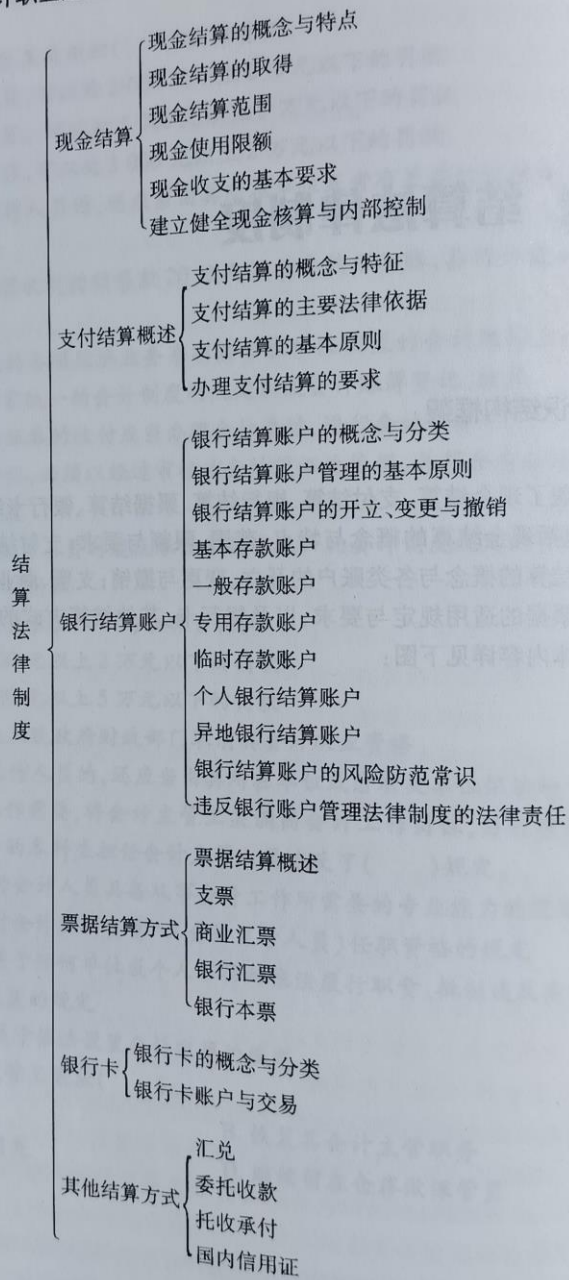 现金结算的概念与特点
现金结算的取得
现金结算范围
现金结算
现金使用限额
现金收支的基本要求
建立健全现金核算与内部控制
支付结算的概念与特征
支付结算的主要法律依据
支付结算概述
支付结算的基本原则
办理支付结算的要求
银行结算账户的概念与分类
银行结算账户管理的基本原则
银行结算账户的开立、变更与撤销
基本存款账户
一般存款账户
结算法律制度
银行结算账户
专用存款账户
临时存款账户
个人银行结算账户
异地银行结算账户
银行结算账户的风险防范常识
违反银行账户管理法律制度的法律责任
票据结算概述
支票
票据结算方式
商业汇票
银行汇票
银行本票
银行卡
银行卡的概念与分类
银行卡账户与交易
汇兑
其他结算方式
委托收款
托收承付
国内信用证